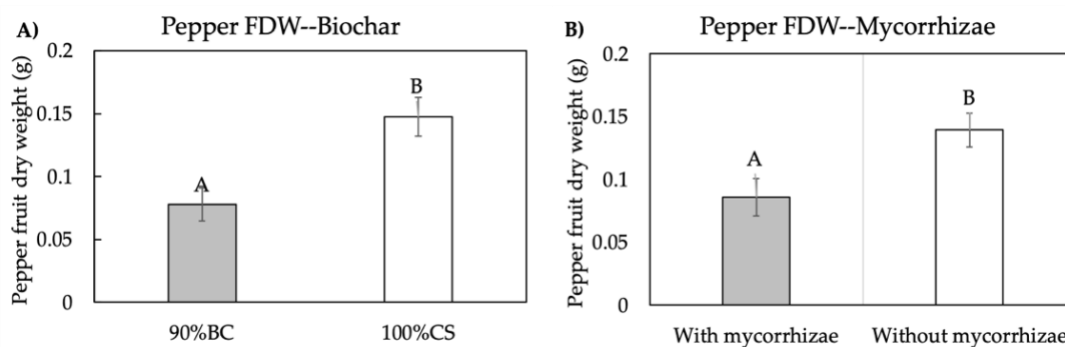 A)
Pepper FDW--Biochar
Pepper fruit dry weight (g)
0.2
0.15
0.1
0.05
0
A
B
90%BC
100%CS
B)
Pepper FDW--Mycorrhizae
Pepper fruit dry weight (g)
0.2
0.15
0.1
0.05
0
A
B
With mycorrhizae
Without mycorrhizae